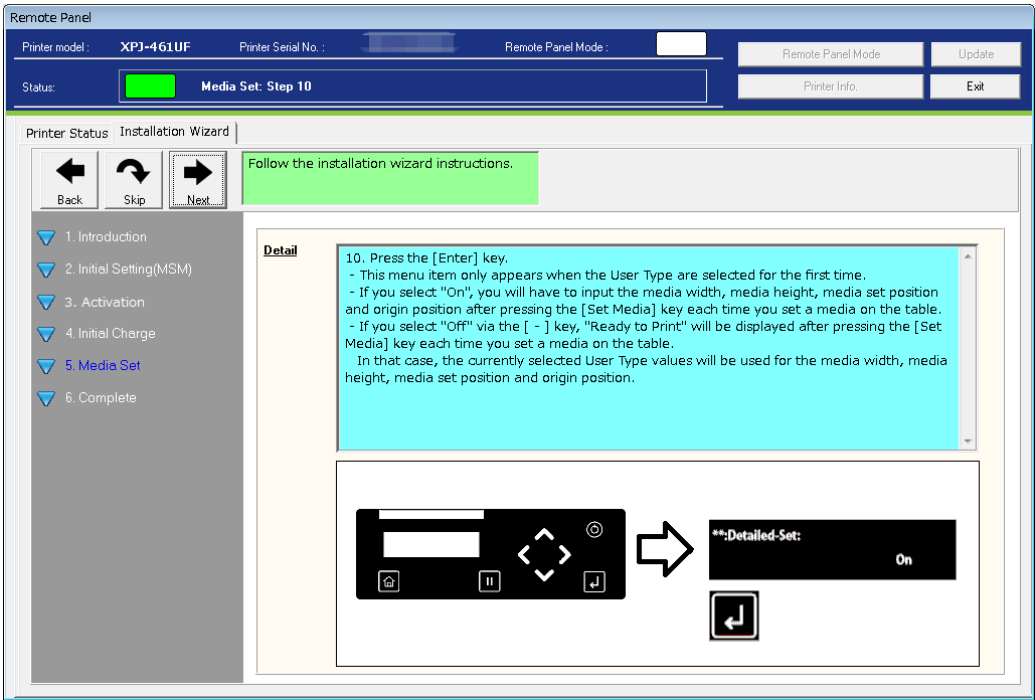 Remote Panel
Printer model : XPJ-461UF Printer Serial No. : Remote Panel Mode :
Remote Panel Mode Update
Status: Media Set: Step 10
Printer Info. Exit
Printer Status Installation Wizard
Back Skip Next
Follow the installation wizard instructions.
1. Introduction
2. Initial Setting(MSM)
3. Activation
4. Initial Charge
5. Media Set
6. Complete
Detail
10. Press the [Enter] key.
- This menu item only appears when the User Type are selected for the first time.
- If you select "On", you will have to input the media width, media height, media set position
and origin position after pressing the [Set Media] key each time you set a media on the table.
- If you select "Off" via the [ - ] key, "Ready to Print" will be displayed after pressing the [Set
Media] key each time you set a media on the table.
In that case, the currently selected User Type values will be used for the media width, media
height, media set position and origin position.
**:Detailed-Set:
On